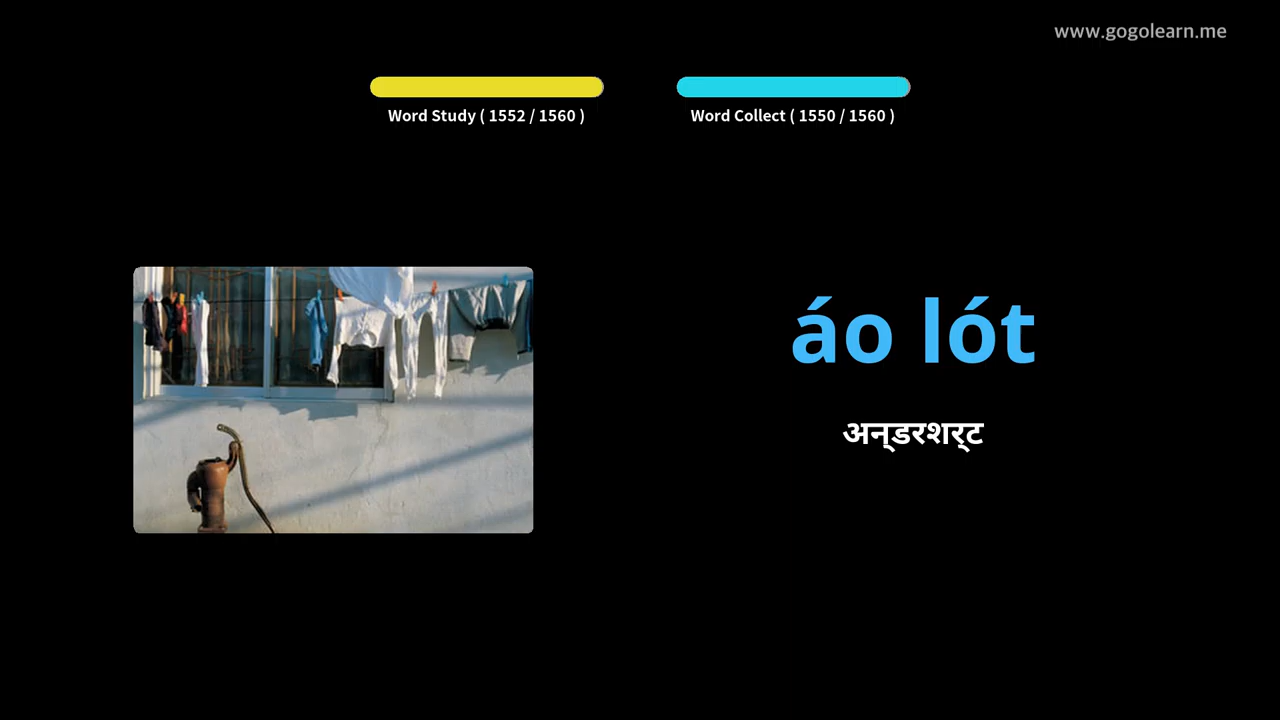 www.gogolearn.me
Word Study ( 1552 / 1560 )
Word Collect ( 1550 / 1560 )
áo lót
अन्डरशर्ट